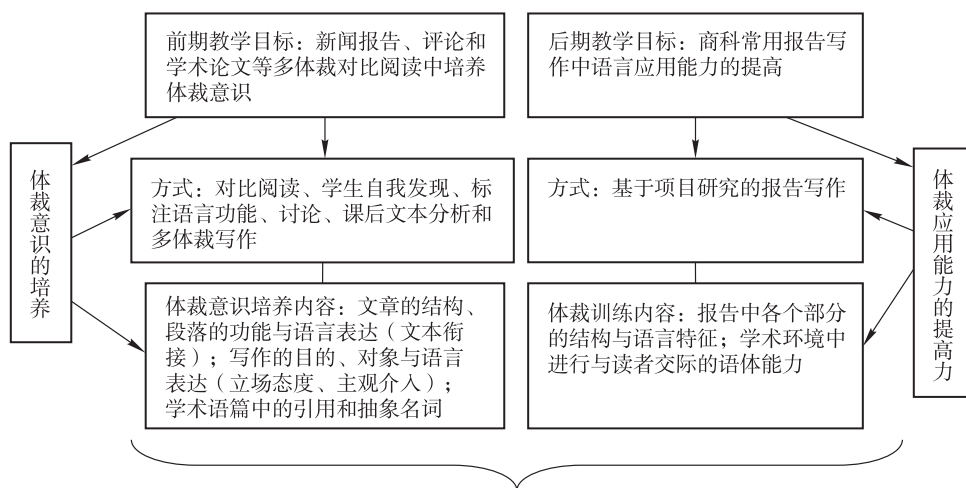 前期教学目标：新闻报告、评论和
学术论文等多体裁对比阅读中培养
体裁意识
后期教学目标：商科常用报告写
作中语言应用能力的提高
体裁意识的培养
方式：对比阅读、学生自我发现、标
注语言功能、讨论、课后文本分析和
多体裁写作
方式：基于项目研究的报告写作
体裁应用能力的提高力
体裁意识培养内容：文章的结构、
段落的功能与语言表达（文本衔
接）；写作的目的、对象与语言
表达（立场态度、主观介入）；
学术语篇中的引用和抽象名词
体裁训练内容：报告中各个部分
的结构与语言特征；学术环境中
进行与读者交际的语体能力